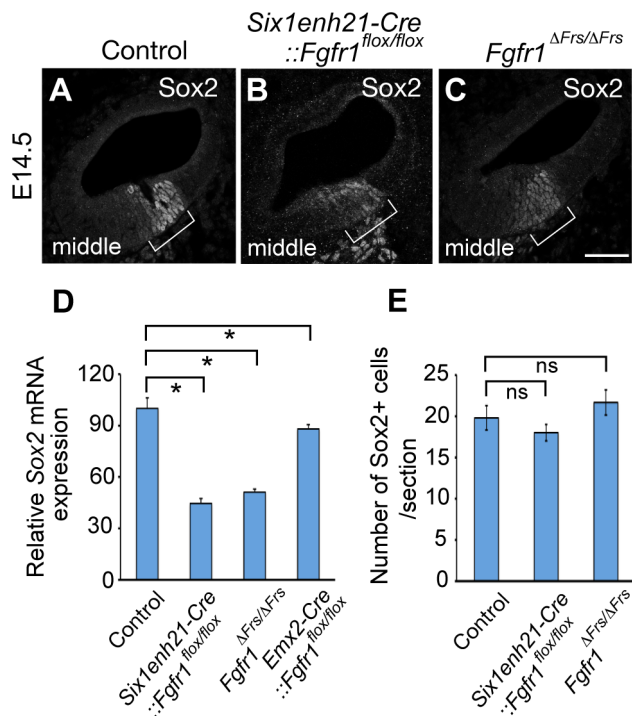 Control
Six1enh21-Cre
::Fgfr1flox/flox
Fgfr1ΔFrs/ΔFrs
E14.5
A
Sox2
middle
B
Sox2
middle
C
Sox2
middle
D
Relative Sox2 mRNA
expression
120
90
60
30
0
*
*
*
Control
Six1enh21-Cre
::Fgfr1flox/flox
Fgfr1ΔFrs/ΔFrs
Emx2-Cre
::Fgfr1flox/flox
E
Number of Sox2+ cells
/section
25
20
15
10
5
0
ns
ns
Control
Six1enh21-Cre
::Fgfr1flox/flox
Fgfr1ΔFrs/ΔFrs